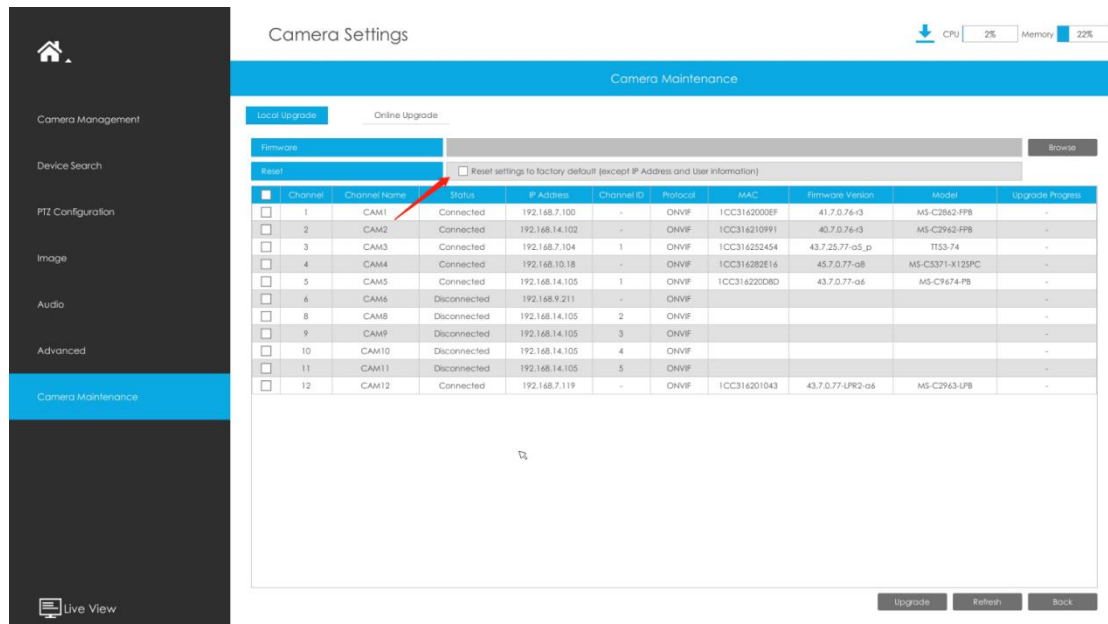 Camera Settings
CPU 2% Memory 22%
Camera Maintenance
Camera Management
Device Search
PTZ Configuration
Image
Audio
Advanced
Camera Maintenance
Live View
Local Upgrade Online Upgrade
Firmware Browse
Reset Reset settings to factory default (except IP Address and User information)
Channel Channel Name Status IP Address Channel ID Protocol MAC Firmware Version Model Upgrade Progress
1 CAM1 Connected 192.168.7.100 - ONVIF 1CC3162000EF 41.7.0.76-r3 MS-C2862-FPB -
2 CAM2 Connected 192.168.14.102 - ONVIF 1CC316210991 40.7.0.76-r3 MS-C2962-FPB -
3 CAM3 Connected 192.168.7.104 1 ONVIF 1CC316252454 43.7.25.77-a5_p TT53-74 -
4 CAM4 Connected 192.168.10.18 - ONVIF 1CC316282E16 45.7.0.77-a8 MS-C5371-X12SPC -
5 CAM5 Connected 192.168.14.105 1 ONVIF 1CC316220D8D 43.7.0.77-a6 MS-C9674-PB -
6 CAM6 Disconnected 192.168.9.211 - ONVIF -
8 CAM8 Disconnected 192.168.14.105 2 ONVIF -
9 CAM9 Disconnected 192.168.14.105 3 ONVIF -
10 CAM10 Disconnected 192.168.14.105 4 ONVIF -
11 CAM11 Disconnected 192.168.14.105 5 ONVIF -
12 CAM12 Connected 192.168.7.119 - ONVIF 1CC316201043 43.7.0.77-LPR2-a6 MS-C2963-LPB -
Upgrade Refresh Back